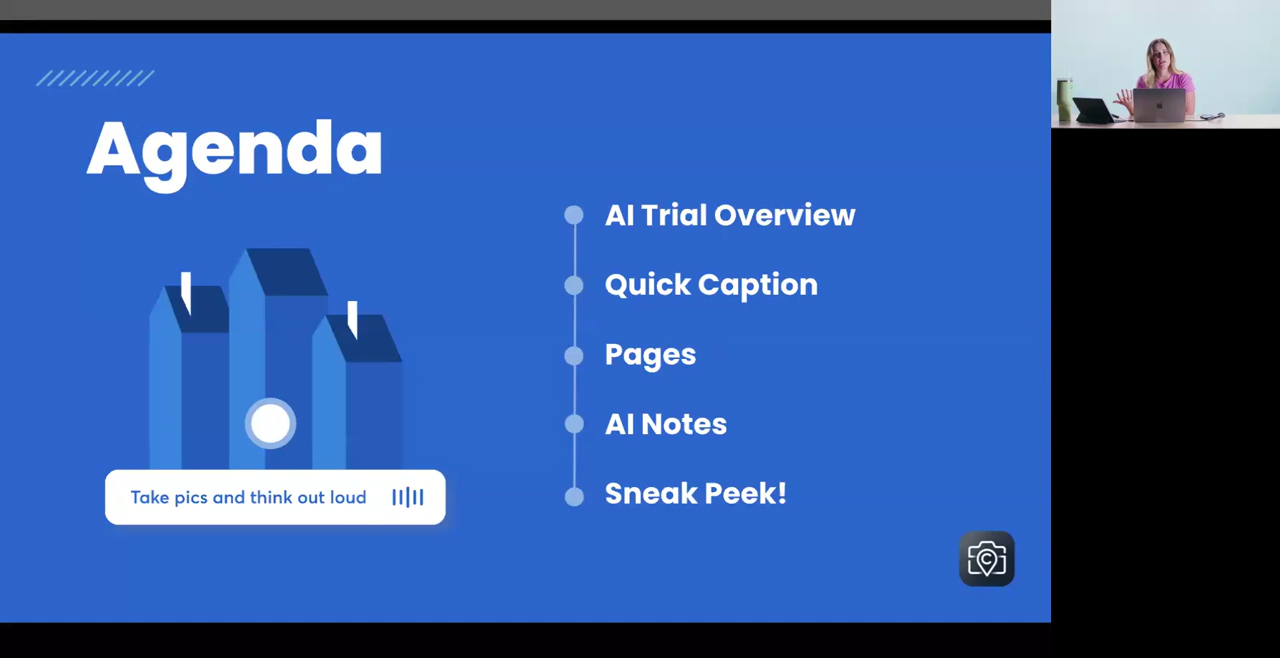 Agenda
AI Trial Overview
Quick Caption
Pages
AI Notes
Sneak Peek!
Take pics and think out loud
C